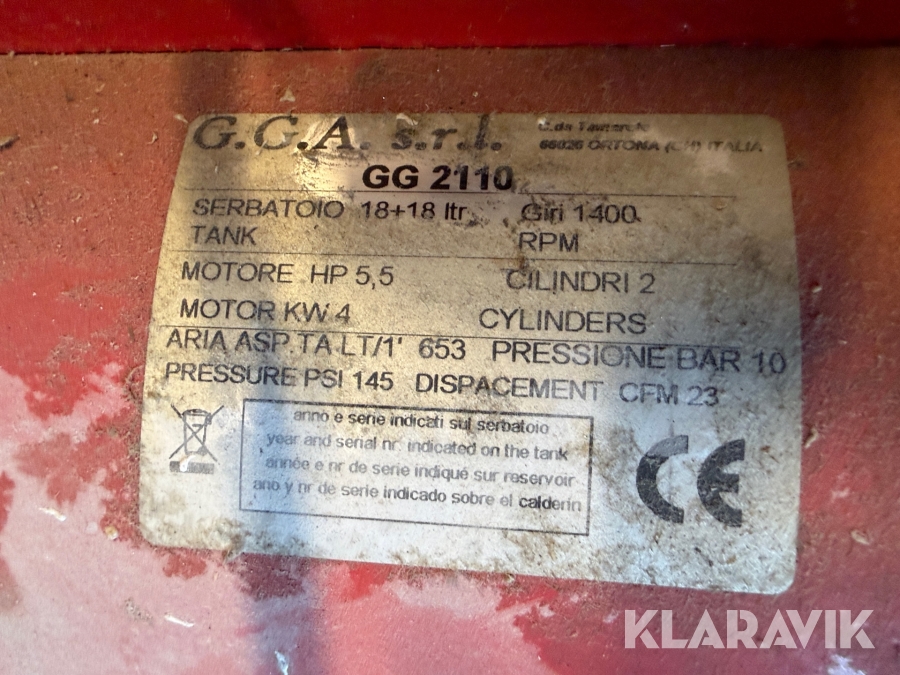 G.G.A. s.r.l.
66026 ORTONA (CH) ITALIA
GG 2110
SERBATOIO 18+18 ltr. Giri 1400
TANK RPM
MOTORE HP 5,5 CILINDRI 2
MOTOR KW 4 CYLINDERS
ARIA ASP.TA LT/1' 653 PRESSIONE BAR 10
PRESSURE PSI 145 DISPACEMENT CFM 23
anno e serie indicati sul serbatoio
year and serial nr. indicated on the tank
année e nr de serie indiqué sur reservoir
ano y nr de serie indicado sobre el calderin
CE
KLARAVIK